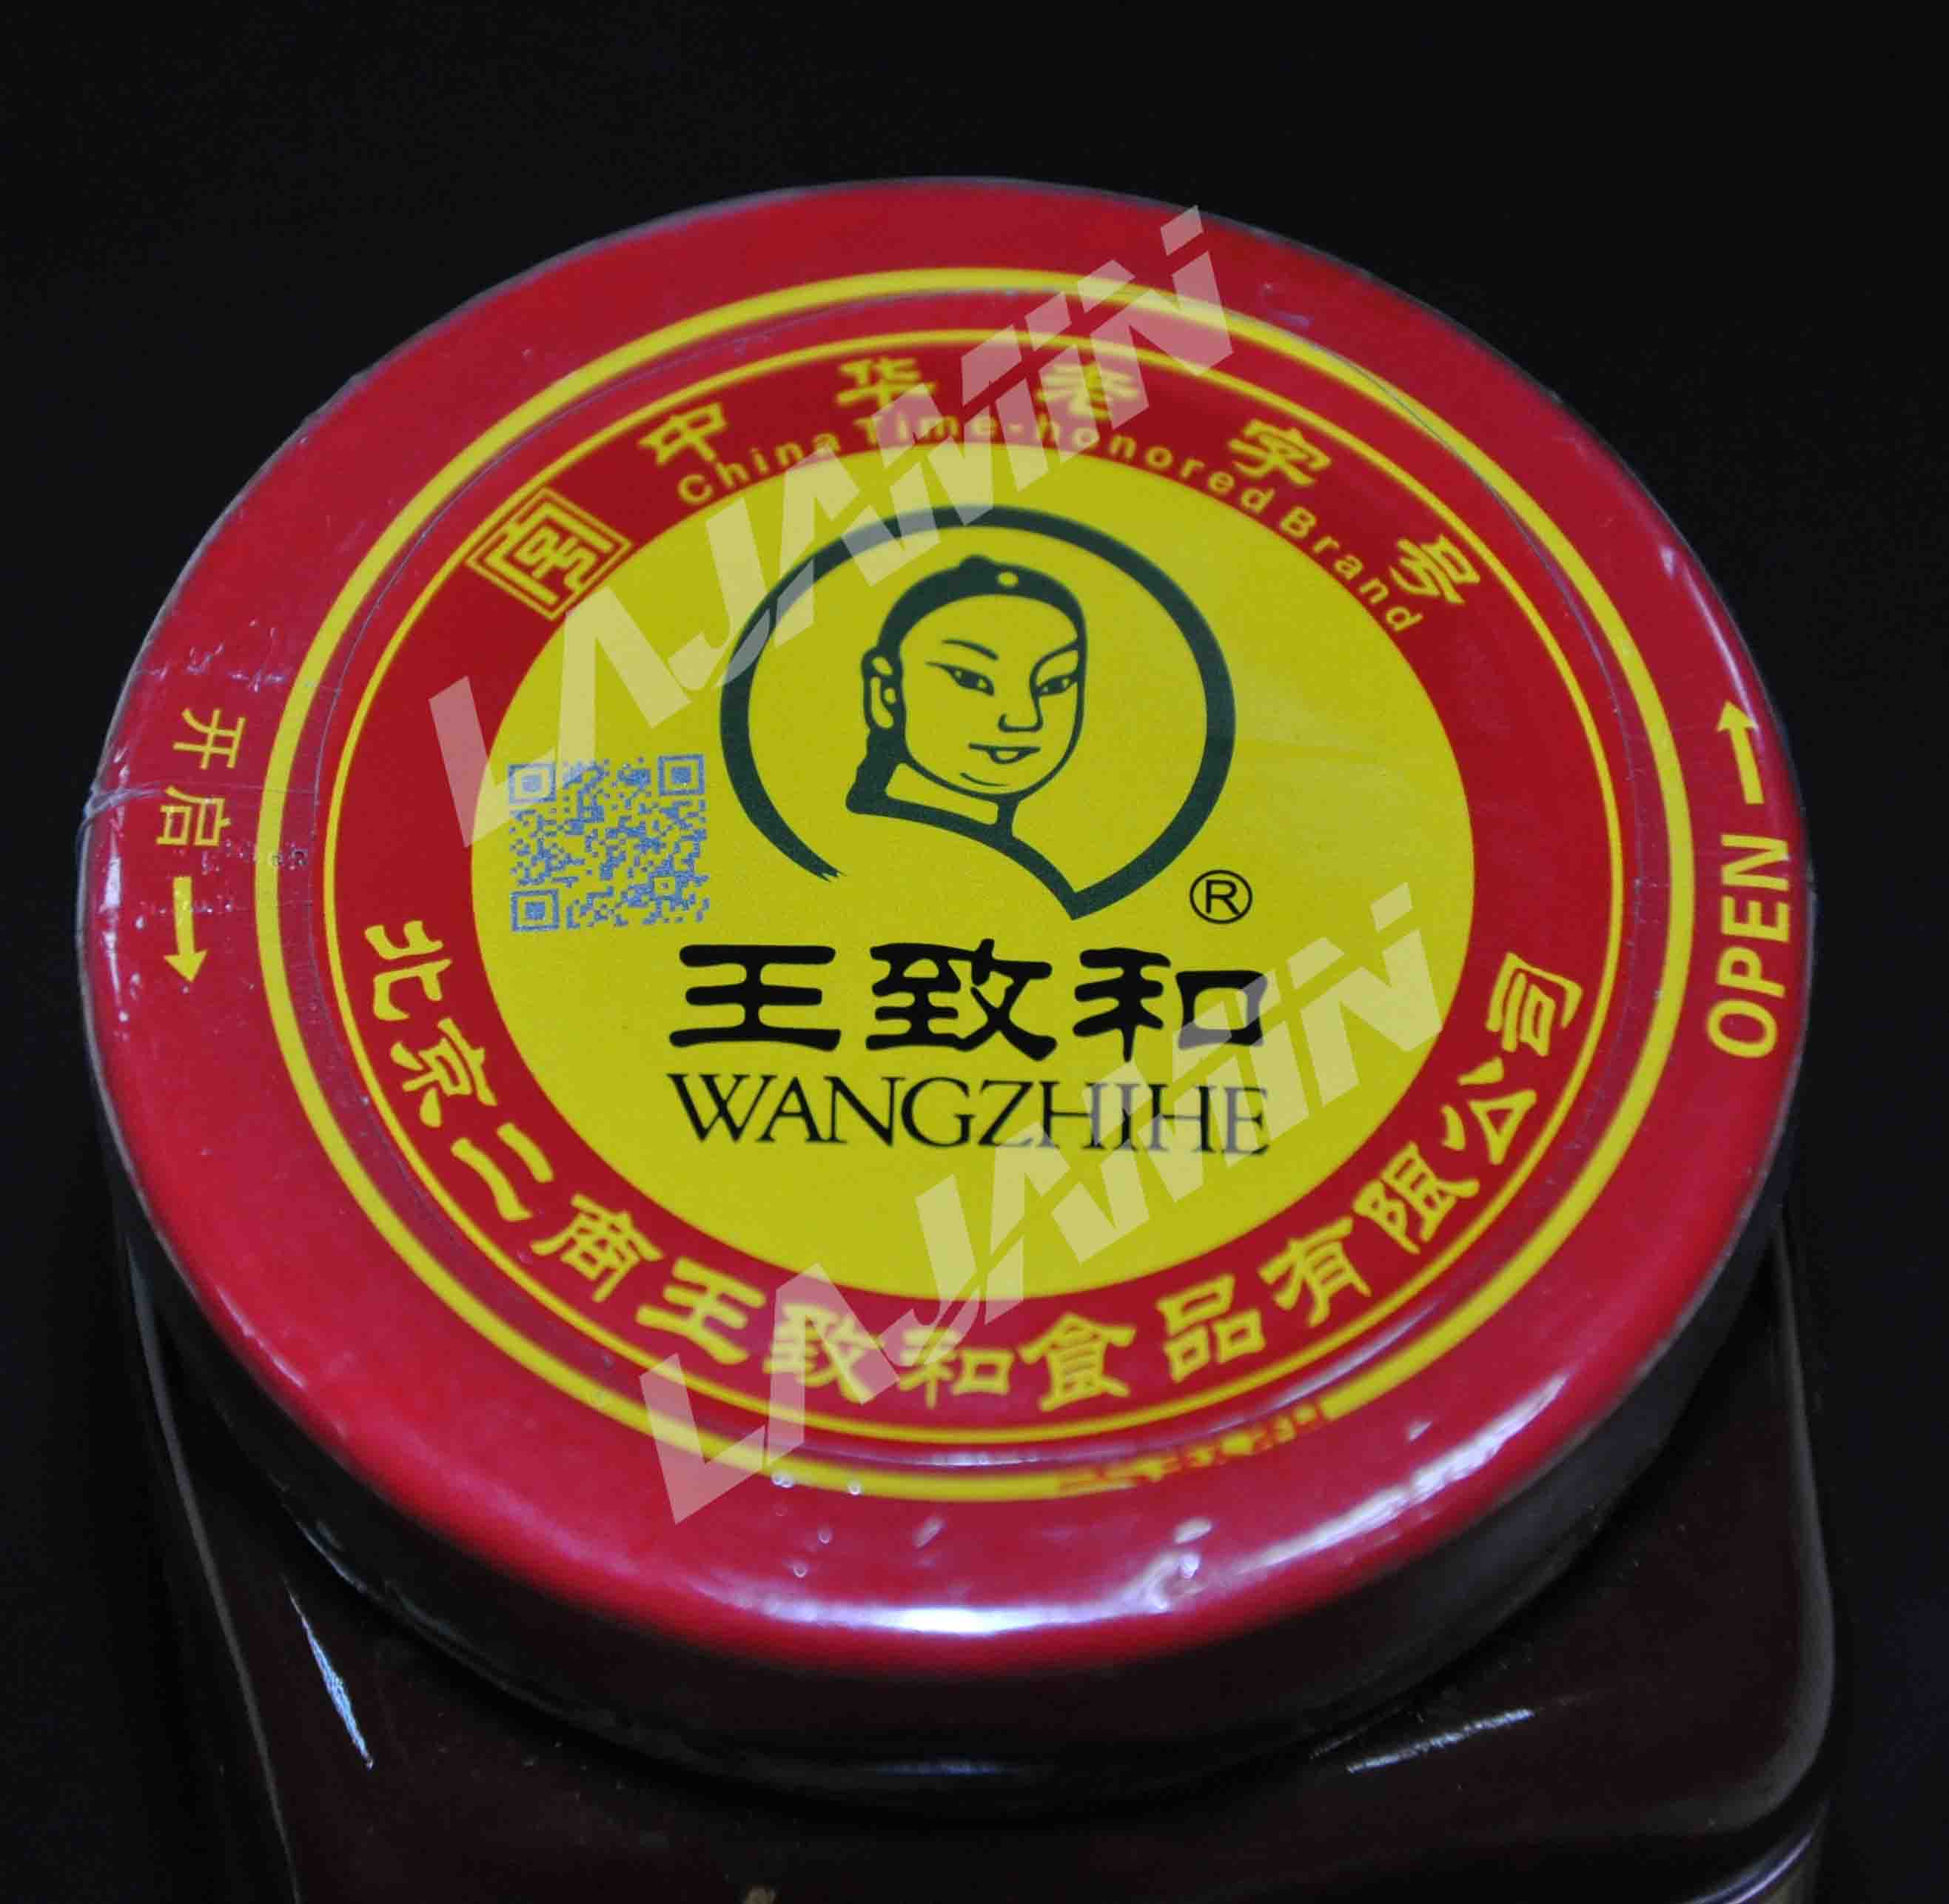 中华老字号
China Time-honored Brand
开启
OPEN
®
王致和
WANGZHIHE
北京二商王致和食品有限公司
LAJAMIN
LAJAMIN